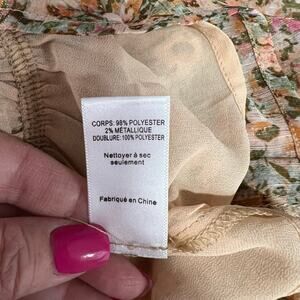 CORPS: 98% POLYESTER
2% MÉTALLIQUE
DOUBLURE: 100% POLYESTER
Nettoyer à sec
seulement
Fabriqué en Chine